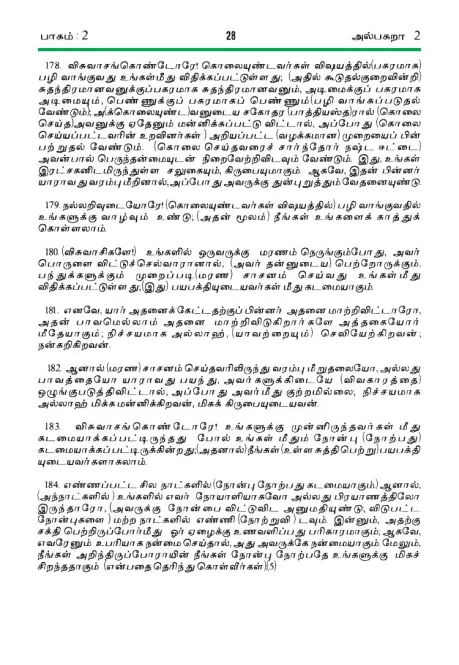 பாகம் : 2 28 அல்பகறா 2
178. விசுவாசங்கொண்டோரே! கொலையுண்டவர்கள் விஷயத்தில்(பகரமாக)
பழி வாங்குவது உங்கள்மீது விதிக்கப்பட்டுள்ளது; (அதில் கூடுதல்குறைவின்றி)
சுதந்திரமானவனுக்குப்பகரமாக சுதந்திரமானவனும், அடிமைக்குப் பகரமாக
அடிமையும், பெண்ணுக்குப் பகரமாகப் பெண்ணும்(பழி வாங்கப்படுதல்
வேண்டும்); அ(க்கொலையுண்ட)வனுடைய சகோதர (பாத்தியஸ்த)ரால் (கொலை
செய்த)அவனுக்கு ஏதேனும் மன்னிக்கப்பட்டு விட்டால், அப்போது (கொலை
செய்யப்பட்டவரின் உறவினர்கள் ) அறியப்பட்ட (வழக்கமான) முறையைப் பின்
பற்றுதல் வேண்டும். (கொலை செய்தவரைச் சார்ந்தோர் நஷ்ட ஈட்டை)
அவன்பால் பெருந்தன்மையுடன் நிறைவேற்றிவிடவும் வேண்டும். இது, உங்கள்
இரட்சகனிடமிருந்துள்ள சலுகையும், கிருபையுமாகும் ஆகவே, இதன் பின்னர்
யாராவது வரம்பு மீறினால்,அப்போது அவருக்கு துன்புறுத்தும் வேதனையுண்டு
179. நல்லறிவுடையோரே! (கொலையுண்டவர்கள் விஷயத்தில்) பழி வாங்குவதில்
உங்களுக்கு வாழ்வும் உண்டு; (அதன் மூலம்) நீங்கள் உங்களைக் காத்துக்
கொள்ளலாம்.
180. (விசுவாசிகளே!) உங்களில் ஒருவருக்கு மரணம் நெருங்கும்போது, அவர்
பொருளை விட்டுச்செல்வாரானால், (அவர் தன்னுடைய) பெற்றோருக்கும்,
பந்துக்களுக்கும் முறைப்படி(மரண) சாசனம் செய்வது உங்கள் மீது
விதிக்கப்பட்டுள்ளது;(இது) பயபக்தியுடையவர்கள் மீது கடமையாகும்.
181. எனவே, யார் அதனைக்கேட்டதற்குப்பின்னர் அதனை மாற்றிவிட்டாரோ,
அதன் பாவமெல்லாம் அதனை மாற்றிவிடுகிறார்களே அத்தகையோர்
மீதேயாகும்; நிச்சயமாக அல்லாஹ், (யாவற்றையும்) செவியேற்கிறவன்;
நன்கறிகிறவன்.
182. ஆனால் (மரண) சாசனம் செய்தவரிலிருந்து வரம்பு மீறுதலையோ, அல்லது
பாவத்தையோ யாராவது பயந்து, அவர்களுக்கிடையே (விவகாரத்தை)
ஒழுங்குபடுத்திவிட்டால், அப்போது அவர்மீது குற்றமில்லை; நிச்சயமாக
அல்லாஹ் மிக்க மன்னிக்கிறவன், மிகக் கிருபையுடையவன்.
183. விசுவாசங்கொண்டோரே! உங்களுக்கு முன்னிருந்தவர்கள் மீது
கடமையாக்கப்பட்டிருந்தது போல் உங்கள் மீதும் நோன்பு (நோற்பது)
கடமையாக்கப்பட்டிருக்கின்றது;(அதனால்)நீங்கள்(உள்ளசுத்திபெற்று)பயபக்தி
யுடையவர்களாகலாம்.
184. எண்ணப்பட்ட சில நாட்களில்(நோன்புநோற்பது கடமையாகும்) ஆனால்,
(அந்நாட்களில்) உங்களில் எவர் நோயாளியாகவோ அல்லது பிரயாணத்திலோ
இருந்தாரோ, (அவருக்கு நோன்பை விட்டுவிட அனுமதியுண்டு, விடுபட்ட
நோன்புகளை ) மற்ற நாட்களில் எண்ணி (நோற்று வி ) டவும். இன்னும், அதற்கு
சக்தி பெற்றிருப்போர்மீது ஓர் ஏழைக்கு உணவளிப்பது பரிகாரமாகும்; ஆகவே,
எவரேனும் உபரியாக நன்மை செய்தால், அது அவருக்கே நன்மையாகும். மேலும்,
நீங்கள் அறிந்திருப்போராயின் நீங்கள் நோன்பு நோற்பதே உங்களுக்கு மிகச்
சிறந்ததாகும் (என்பதை தெரிந்து கொள்வீர்கள்)(5)